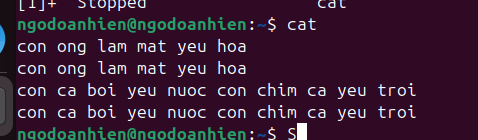 [1]+  Stopped                 cat
ngodoanhien@ngodoanhien:~$ cat
con ong lam mat yeu hoa
con ong lam mat yeu hoa
con ca boi yeu nuoc con chim ca yeu troi
con ca boi yeu nuoc con chim ca yeu troi
ngodoanhien@ngodoanhien:~$ S